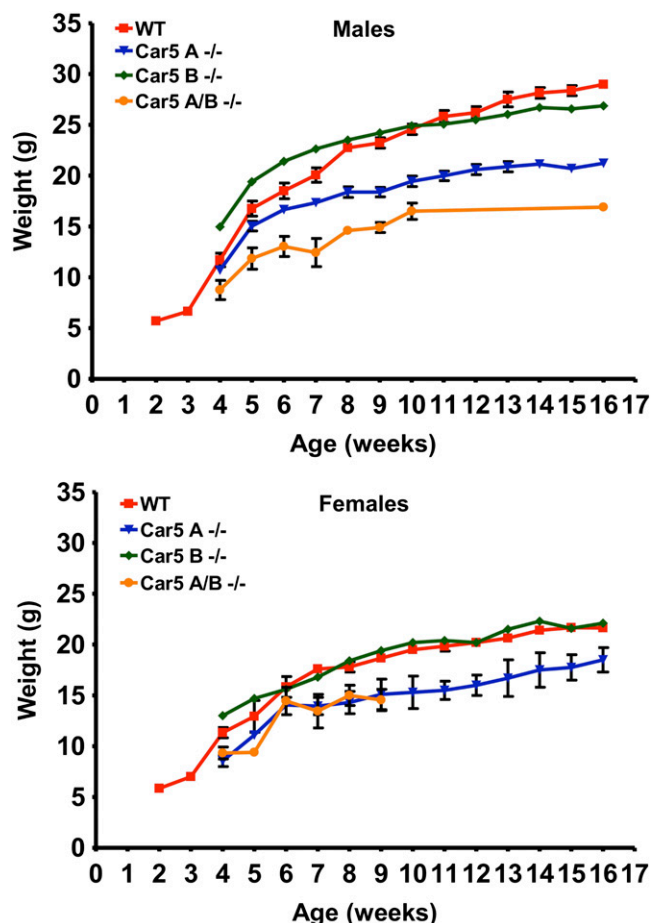 Males
WT
Car5 A -/-
Car5 B -/-
Car5 A/B -/-
Weight (g)
35
30
25
20
15
10
5
0
0 1 2 3 4 5 6 7 8 9 10 11 12 13 14 15 16 17
Age (weeks)
Females
WT
Car5 A -/-
Car5 B -/-
Car5 A/B -/-
Weight (g)
35
30
25
20
15
10
5
0
0 1 2 3 4 5 6 7 8 9 10 11 12 13 14 15 16 17
Age (weeks)